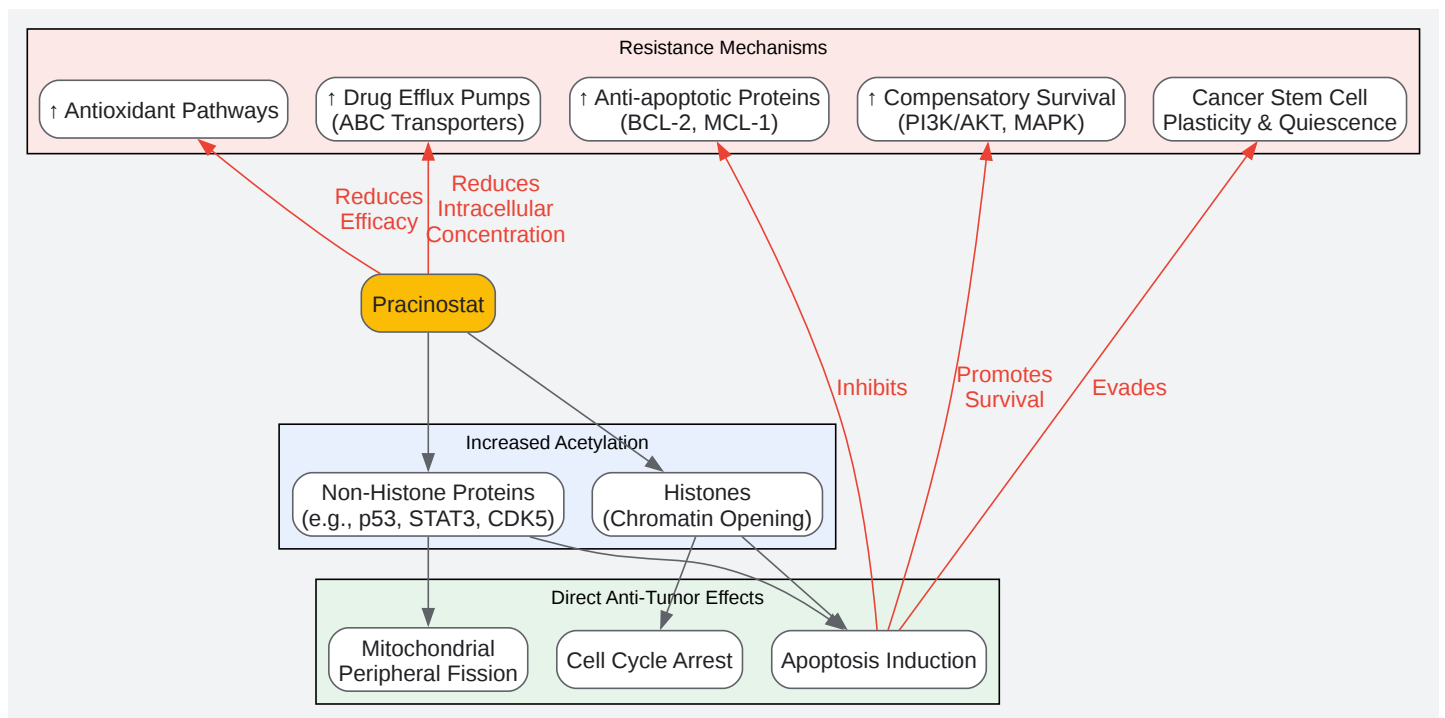 Resistance Mechanisms
↑ Antioxidant Pathways
↑ Drug Efflux Pumps
(ABC Transporters)
↑ Anti-apoptotic Proteins
(BCL-2, MCL-1)
↑ Compensatory Survival
(PI3K/AKT, MAPK)
Cancer Stem Cell
Plasticity & Quiescence
Reduces
Efficacy
Reduces
Intracellular
Concentration
Pracinostat
Inhibits
Promotes
Survival
Evades
Increased Acetylation
Non-Histone Proteins
(e.g., p53, STAT3, CDK5)
Histones
(Chromatin Opening)
Direct Anti-Tumor Effects
Mitochondrial
Peripheral Fission
Cell Cycle Arrest
Apoptosis Induction